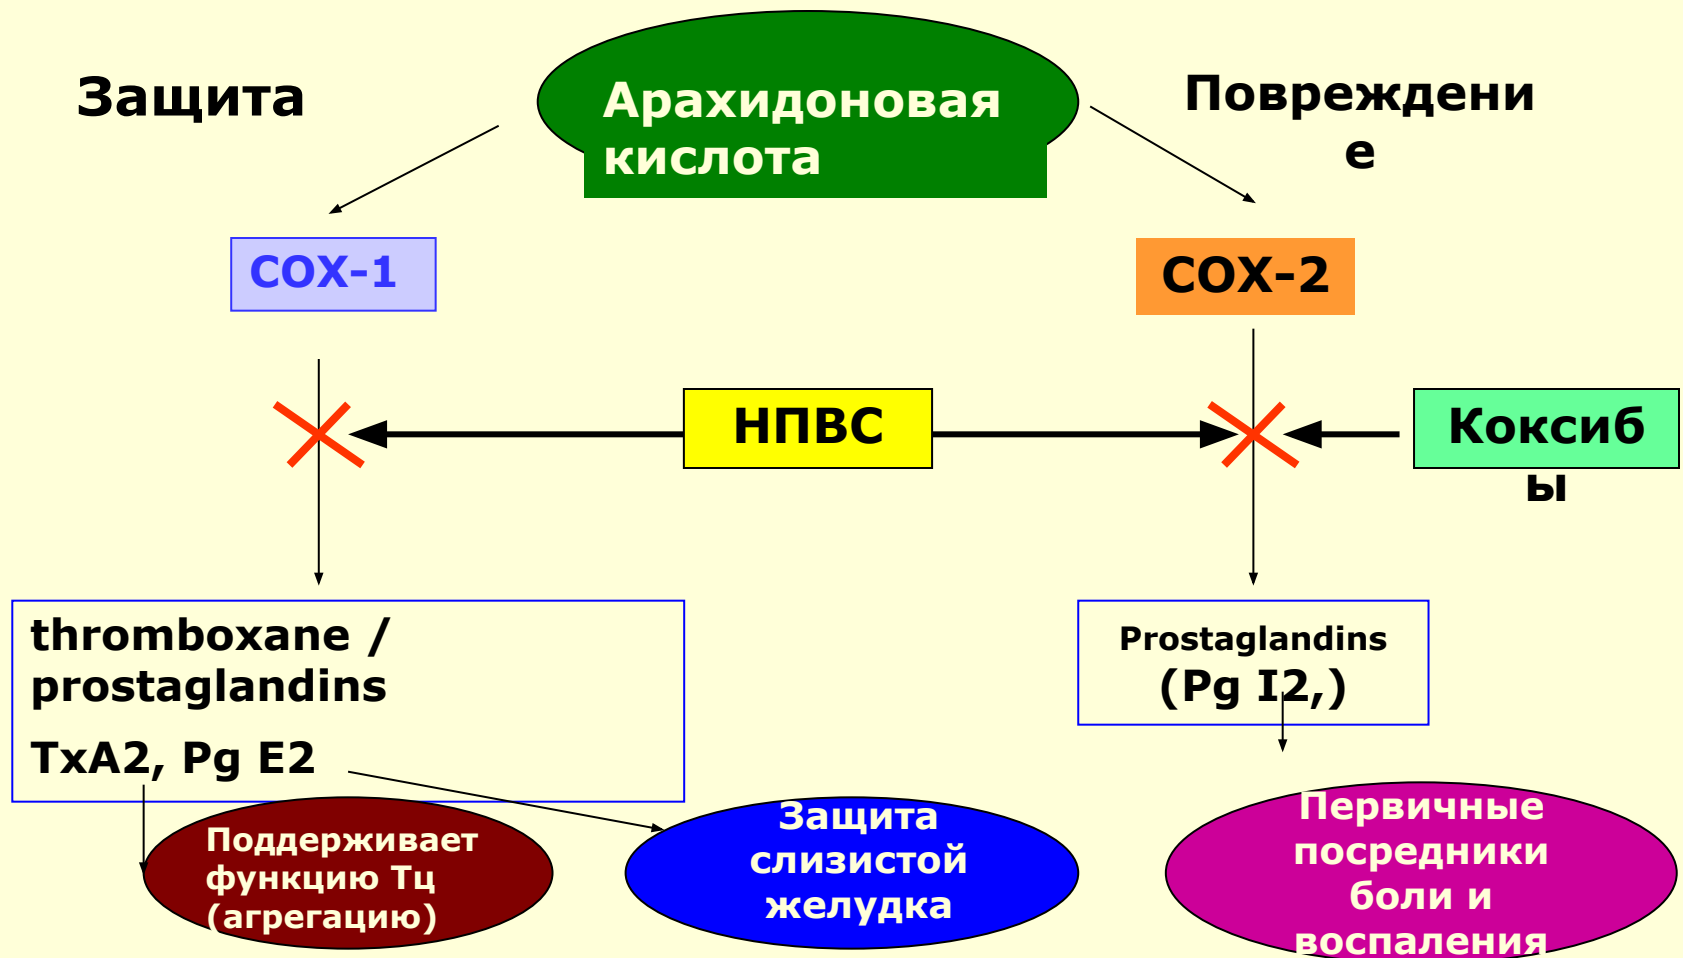 Защита
Арахидоновая
кислота
Повреждени
е
COX-1
COX–2
НПВС
Коксиб
ы
thromboxane /
prostaglandins
TxA2, Pg E2
Prostaglandins
(Pg I2,)
Поддерживает
функцию Тц
(агрегацию)
Защита
слизистой
желудка
Первичные
посредники
боли и
воспаления